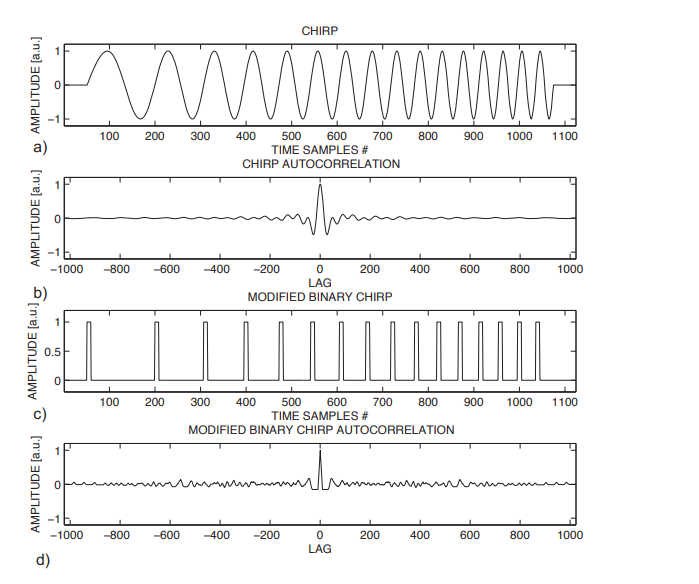 CHIRP
AMPLITUDE [a.u.]
1
0
−1
100 200 300 400 500 600 700 800 900 1000 1100
a)
TIME SAMPLES #
CHIRP AUTOCORRELATION
AMPLITUDE [a.u.]
1
0
−1
−1000 −800 −600 −400 −200 0 200 400 600 800 1000
LAG
b)
MODIFIED BINARY CHIRP
AMPLITUDE [a.u.]
1
0.5
0
100 200 300 400 500 600 700 800 900 1000 1100
c)
TIME SAMPLES #
MODIFIED BINARY CHIRP AUTOCORRELATION
AMPLITUDE [a.u.]
1
0
−1
−1000 −800 −600 −400 −200 0 200 400 600 800 1000
LAG
d)